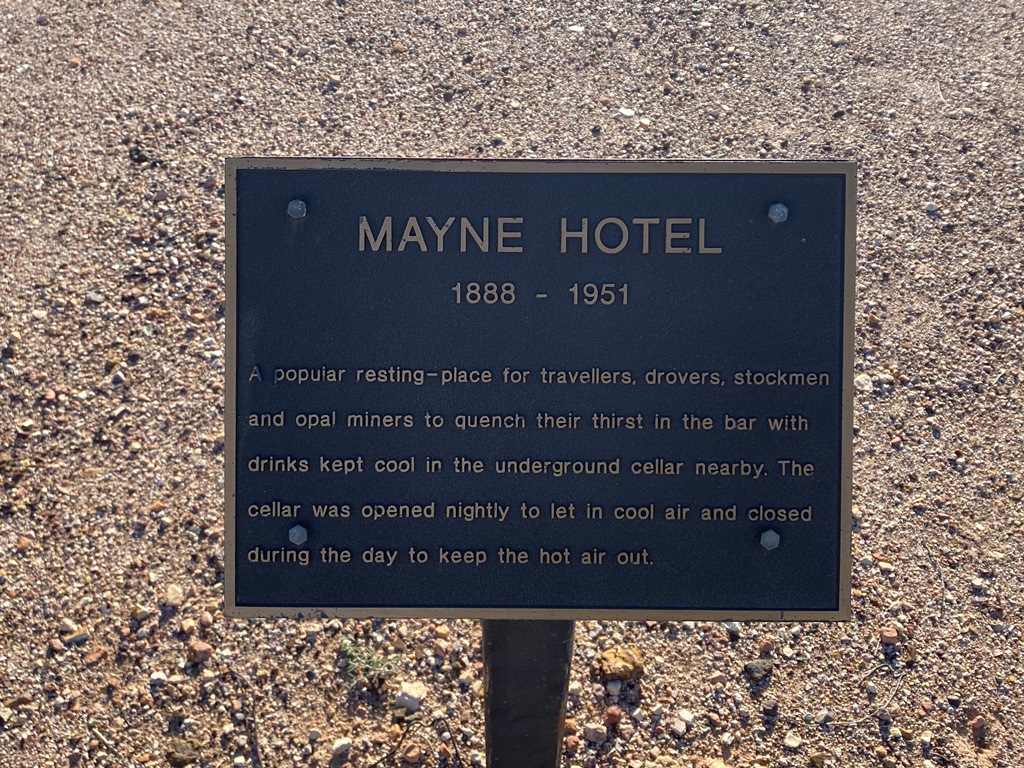 MAYNE HOTEL
1888 - 1951
A popular resting-place for travellers, drovers, stockmen
and opal miners to quench their thirst in the bar with
drinks kept cool in the underground cellar nearby. The
cellar was opened nightly to let in cool air and closed
during the day to keep the hot air out.